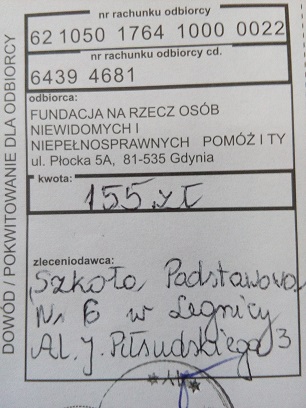 DOWÓD / POKWITOWANIE DLA ODBIORCY
nr rachunku odbiorcy
62 1050 1764 1000 0022
nr rachunku odbiorcy cd.
6439 4681
odbiorca:
FUNDACJA NA RZECZ OSÓB
NIEWIDOMYCH I
NIEPEŁNOSPRAWNYCH POMÓŻ I TY
ul. Płocka 5A, 81-535 Gdynia
kwota:
155,- zł
zleceniodawca:
Szkoło Podstawowa
Nr 6 w Legnicy
Al. J. Piłsudskiego 3